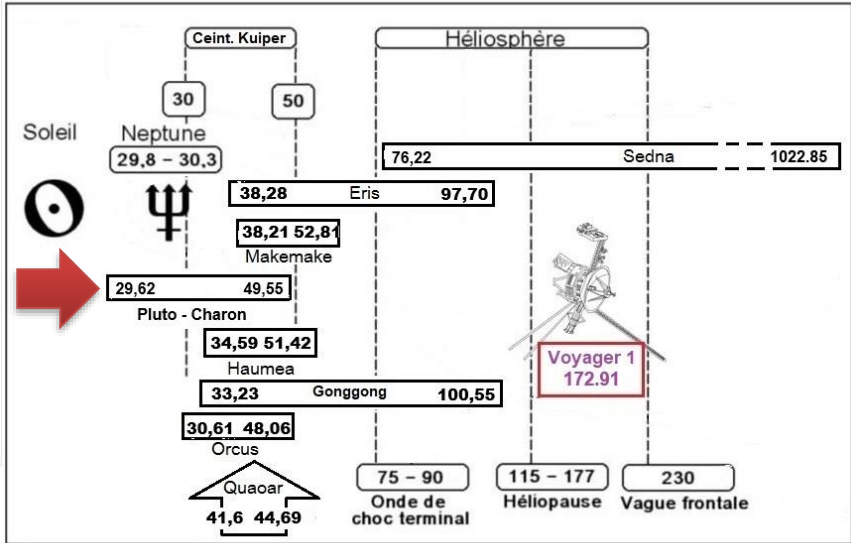 Ceint. Kuiper
Héliosphère
30
50
Soleil
Neptune
29,8 – 30,3
76,22
Sedna
1022.85
38,28
Eris
97,70
38,21 52,81
Makemake
29,62
49,55
Pluto - Charon
34,59 51,42
Haumea
Voyager 1
172.91
33,23
Gonggong
100,55
30,61 48,06
Orcus
Quaoar
41,6 44,69
75 – 90
Onde de
choc terminal
115 – 177
Héliopause
230
Vague frontale